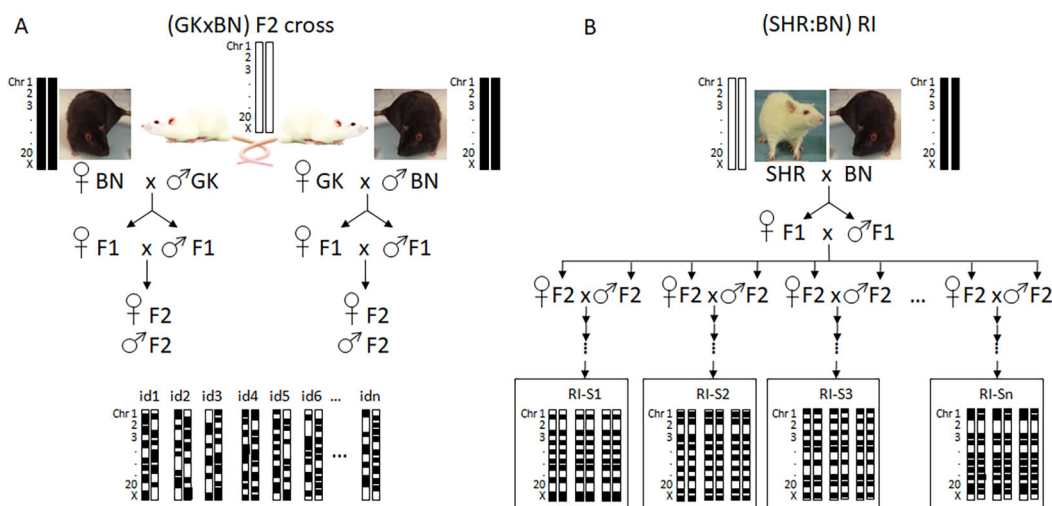 A
(GKxBN) F2 cross
Chr 1
2
3
.
.
.
20
X
Chr 1
2
3
.
.
.
20
X
Chr 1
2
3
.
.
.
20
X
♀ BN x ♂ GK
♀ GK x ♂ BN
♀ F1 x ♂ F1
♀ F1 x ♂ F1
♀ F2
♂ F2
♀ F2
♂ F2
id1 id2 id3 id4 id5 id6 ... idn
Chr 1
2
3
.
.
.
20
X
...
B
(SHR:BN) RI
Chr 1
2
3
.
.
.
20
X
Chr 1
2
3
.
.
.
20
X
SHR x BN
♀ F1 x ♂ F1
♀ F2 x ♂ F2 ♀ F2 x ♂ F2 ♀ F2 x ♂ F2 ... ♀ F2 x ♂ F2
RI-S1
Chr 1
2
3
.
.
.
20
X
RI-S2
Chr 1
2
3
.
.
.
20
X
RI-S3
Chr 1
2
3
.
.
.
20
X
RI-Sn
Chr 1
2
3
.
.
.
20
X